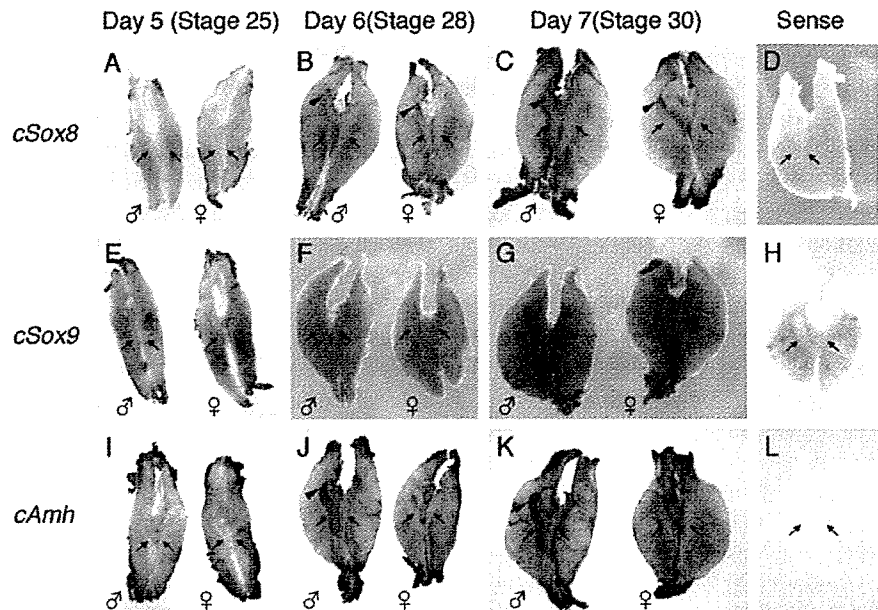 Day 5 (Stage 25) Day 6(Stage 28) Day 7(Stage 30) Sense
A B C D
cSox8
♂ ♀ ♂ ♀ ♂ ♀
E F G H
cSox9
♂ ♀ ♂ ♀ ♂ ♀
I J K L
cAmh
♂ ♀ ♂ ♀ ♂ ♀